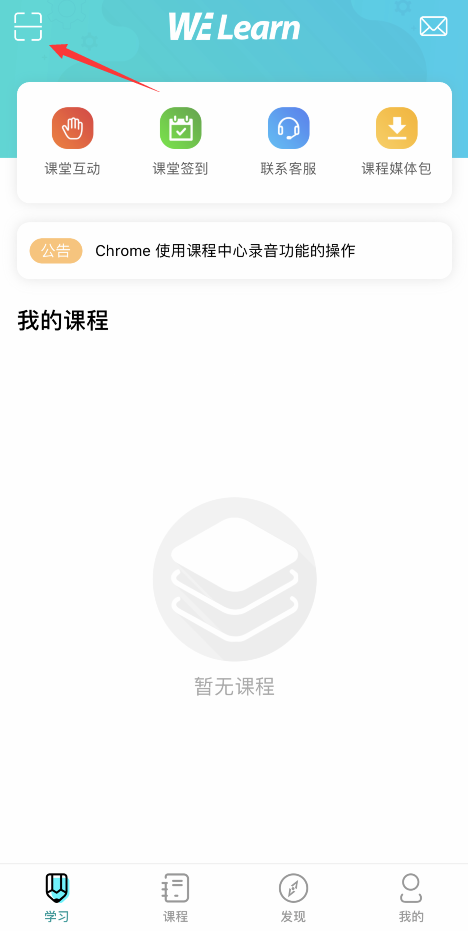 WE Learn
课堂互动 课堂签到 联系客服 课程媒体包
公告 Chrome 使用课程中心录音功能的操作
我的课程
暂无课程
学习 课程 发现 我的